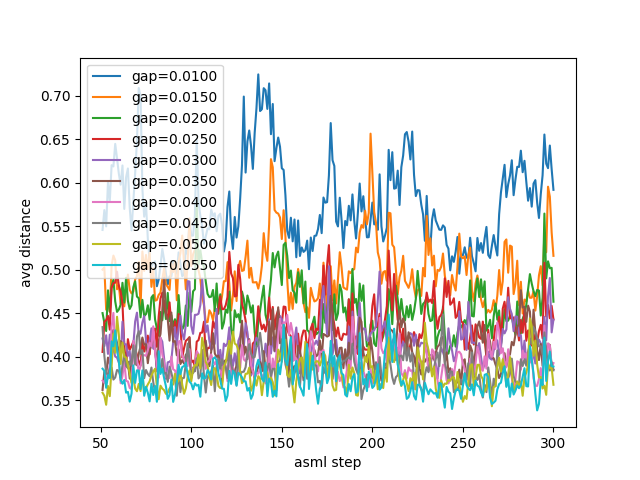 gap=0.0100
gap=0.0150
gap=0.0200
gap=0.0250
gap=0.0300
gap=0.0350
gap=0.0400
gap=0.0450
gap=0.0500
gap=0.0550
avg distance
0.70
0.65
0.60
0.55
0.50
0.45
0.40
0.35
50 100 150 200 250 300
asml step